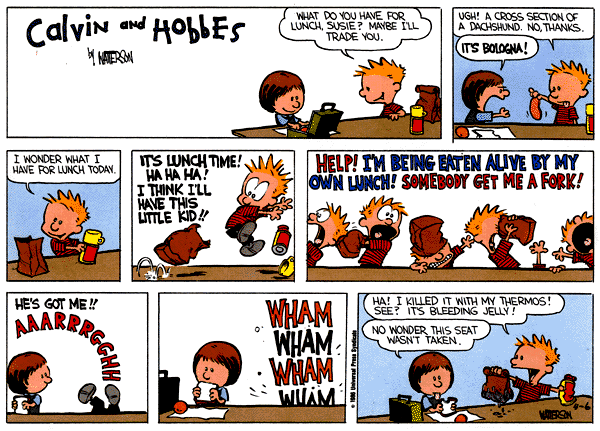 Calvin and HOBBES
by WATTERSON
WHAT DO YOU HAVE FOR
LUNCH, SUSIE? MAYBE I'LL
TRADE YOU.
UGH! A CROSS SECTION OF
A DACHSHUND. NO, THANKS.
IT'S BOLOGNA!
I WONDER WHAT I
HAVE FOR LUNCH TODAY.
IT'S LUNCH TIME!
HA HA HA!
I THINK I'LL
HAVE THIS
LITTLE KID!!
HELP! I'M BEING EATEN ALIVE BY MY
OWN LUNCH! SOMEBODY GET ME A FORK!
HE'S GOT ME!!
AAARRRGGHH
WHAM
WHAM
WHAM
WHAM
© 1988 Universal Press Syndicate
HA! I KILLED IT WITH MY THERMOS!
SEE? IT'S BLEEDING JELLY!
NO WONDER THIS SEAT
WASN'T TAKEN.
WATTERSON